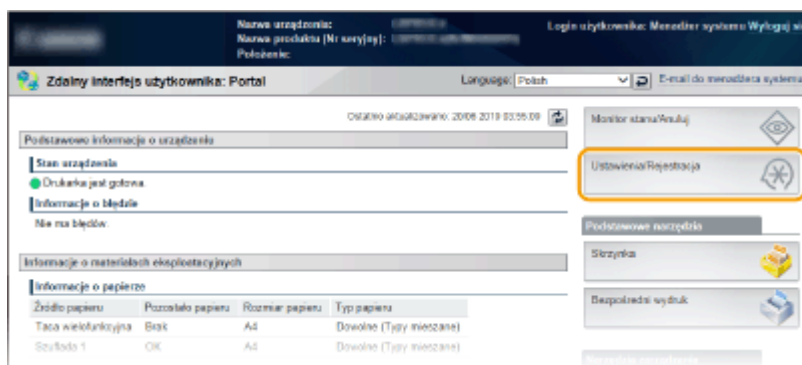 Nazwa urządzenia:
Nazwa produktu (Nr seryjny):
Położenie:
Login użytkownika: Menedżer systemu Wyloguj się
Zdalny interfejs użytkownika: Portal
Language: Polish
E-mail do menedżera systemu
Ostatnio aktualizowano: 20/06 2019 03:55:09
Podstawowe informacje o urządzeniu
Stan urządzenia
Drukarka jest gotowa.
Informacje o błędzie
Nie ma błędów.
Informacje o materiałach eksploatacyjnych
Informacje o papierze
Źródło papieru Pozostało papieru Rozmiar papieru Typ papieru
Taca wielofunkcyjna Brak A4 Dowolne (Typy mieszane)
Szuflada 1 OK A4 Dowolne (Typy mieszane)
Monitor stanu/Anuluj
Ustawienia/Rejestracja
Podstawowe narzędzia
Skrzynka
Bezpośredni wydruk
Narzędzia zarządzania